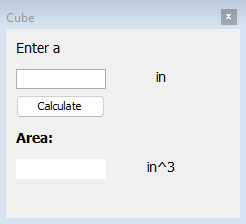 Cube x
Enter a
in
Calculate
Area:
in^3